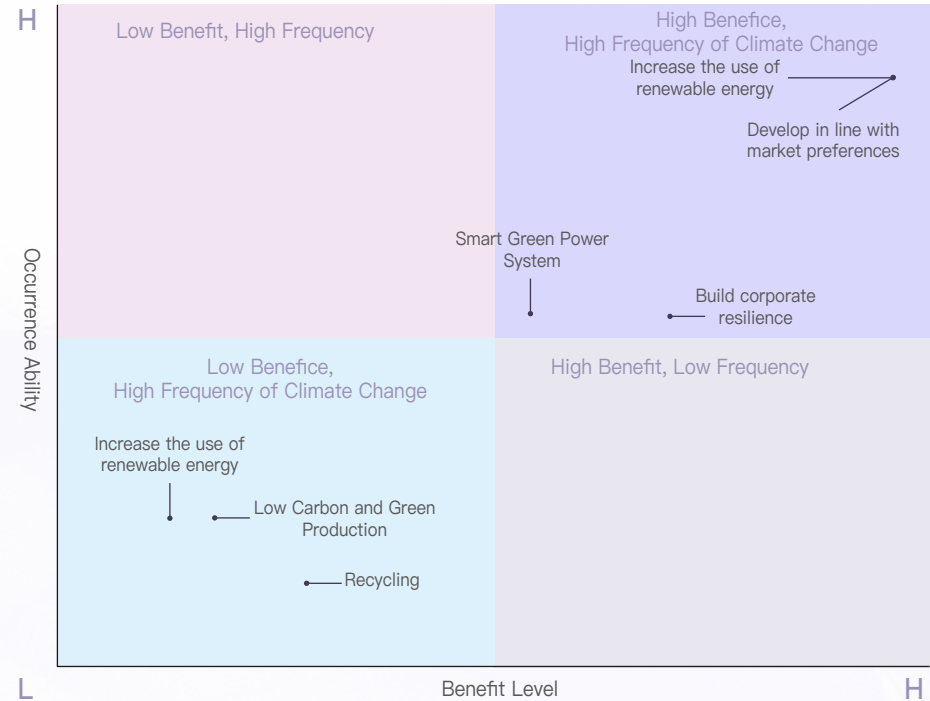 H
Low Benefit, High Frequency
High Benefice,
High Frequency of Climate Change
Increase the use of
renewable energy
Develop in line with
market preferences
Smart Green Power
System
Build corporate
resilience
Occurrence Ability
Low Benefice,
High Frequency of Climate Change
High Benefit, Low Frequency
Increase the use of
renewable energy
Low Carbon and Green
Production
Recycling
L
Benefit Level
H